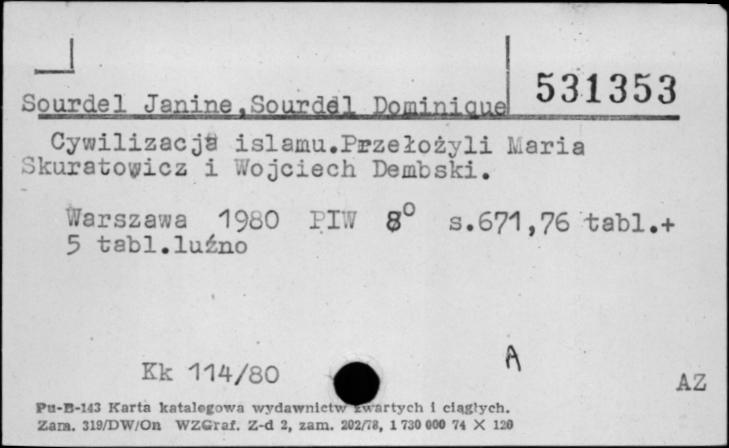 531353
Sourdel Janine,Sourdel Dominique
Cywilizacja islamu.Przełożyli Maria
Skuratowicz i Wojciech Dembski.
Warszawa 1980 PIW 8° s.671,76 tabl.+
5 tabl.luźno
A
Kk 114/80
AZ
Pu-B-143 Karta katalogowa wydawnictw zwartych i ciągłych.
Zam. 319/DW/On WZGraf. Z-d 2, zam. 202/78, 1 730 000 74 X 120